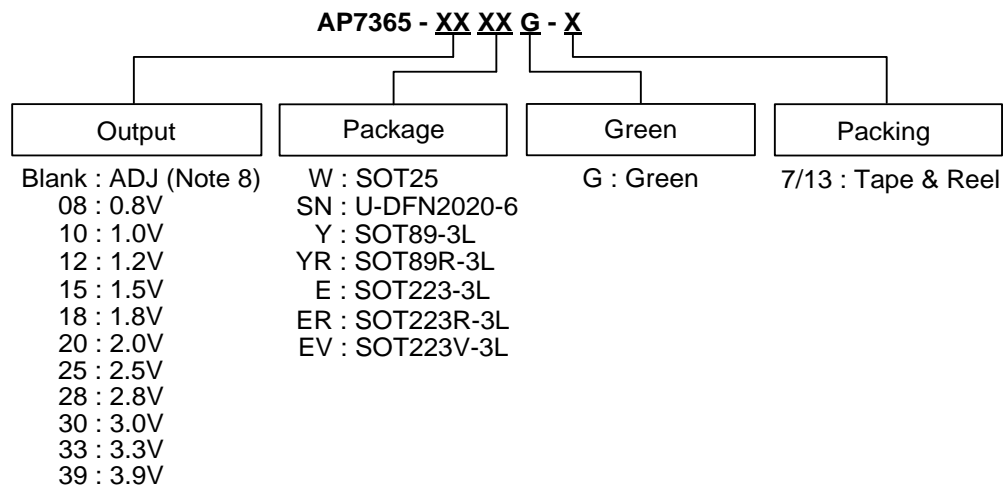 AP7365 - XX XX G - X
Output
Package
Green
Packing
Blank : ADJ (Note 8)
08 : 0.8V
10 : 1.0V
12 : 1.2V
15 : 1.5V
18 : 1.8V
20 : 2.0V
25 : 2.5V
28 : 2.8V
30 : 3.0V
33 : 3.3V
39 : 3.9V
W : SOT25
SN : U-DFN2020-6
Y : SOT89-3L
YR : SOT89R-3L
E : SOT223-3L
ER : SOT223R-3L
EV : SOT223V-3L
G : Green
7/13 : Tape & Reel